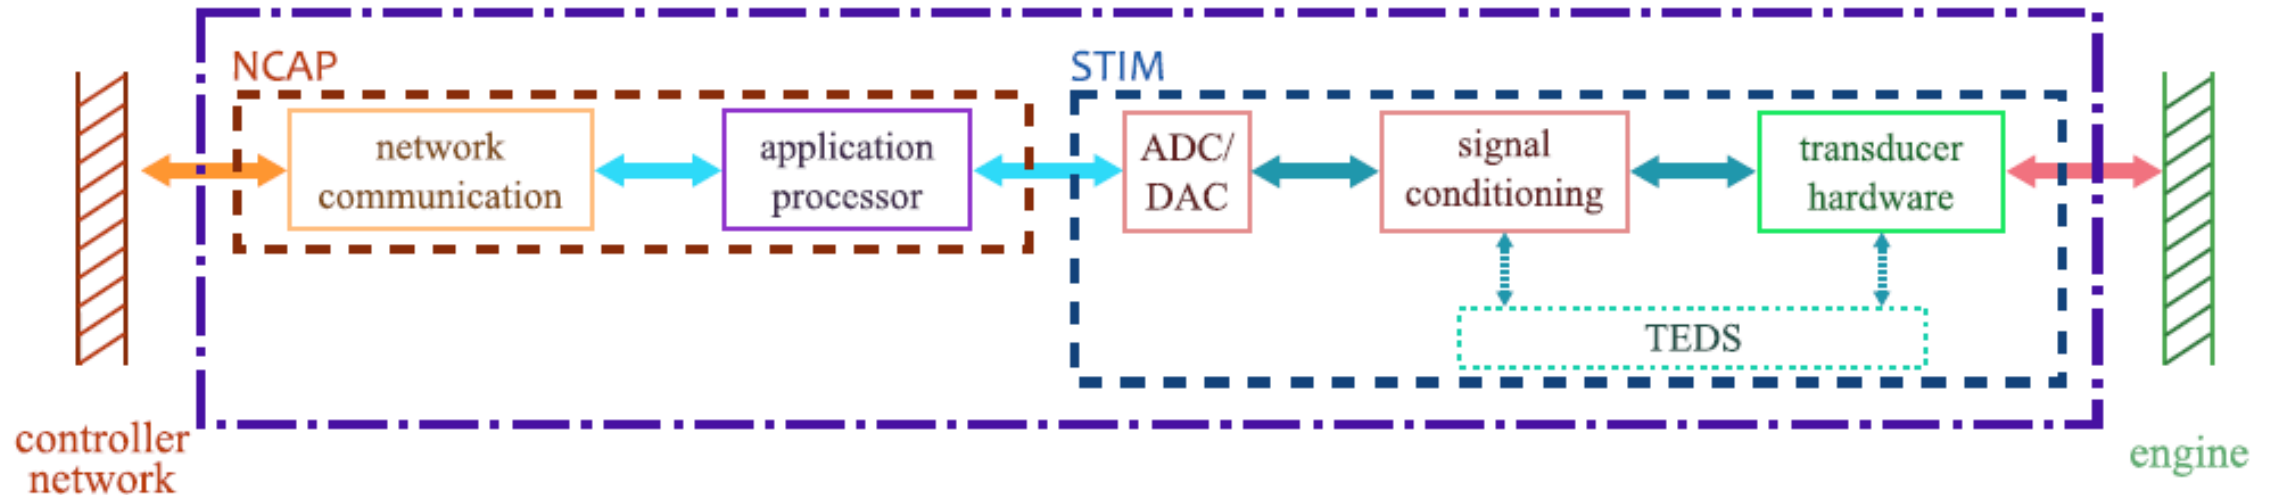 NCAP
STIM
network
communication
application
processor
ADC/
DAC
signal
conditioning
transducer
hardware
TEDS
controller
network
engine